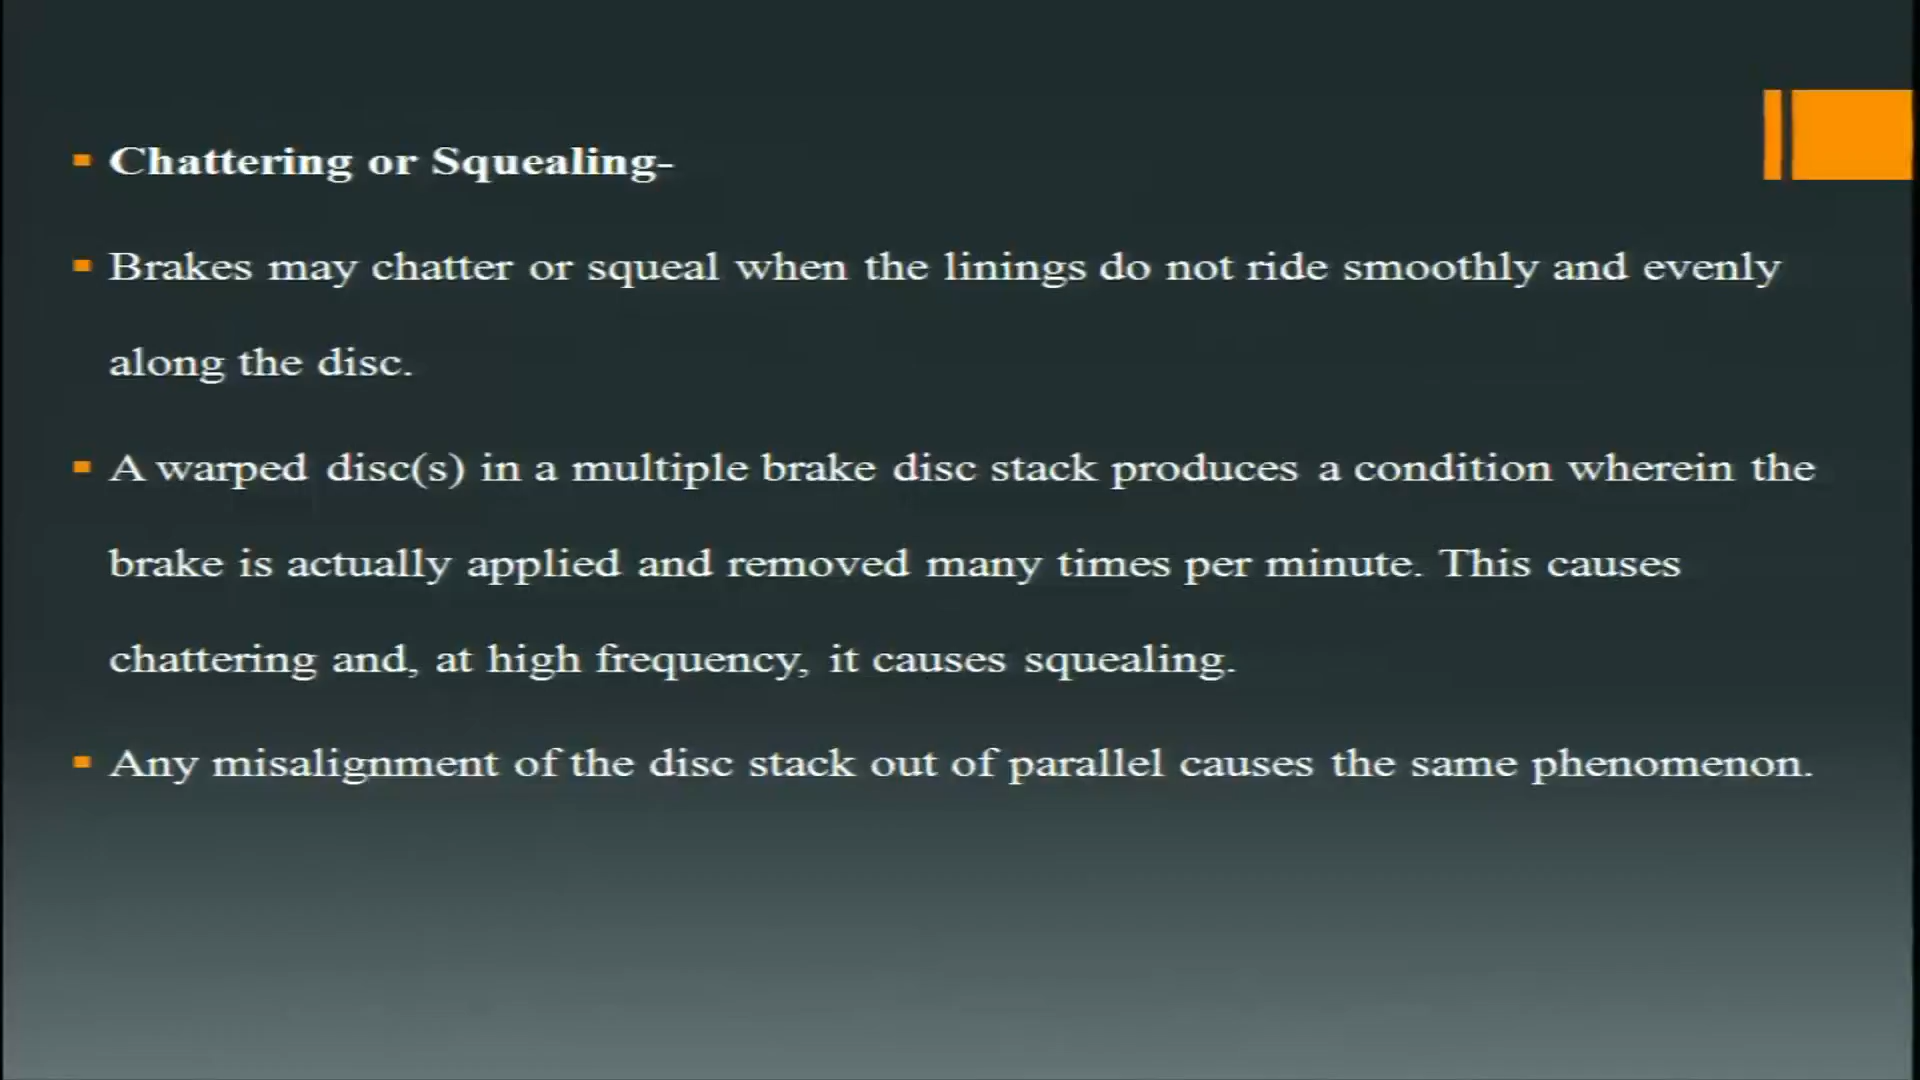 Chattering or Squealing-
Brakes may chatter or squeal when the linings do not ride smoothly and evenly
along the disc.
A warped disc(s) in a multiple brake disc stack produces a condition wherein the
brake is actually applied and removed many times per minute. This causes
chattering and, at high frequency, it causes squealing.
Any misalignment of the disc stack out of parallel causes the same phenomenon.